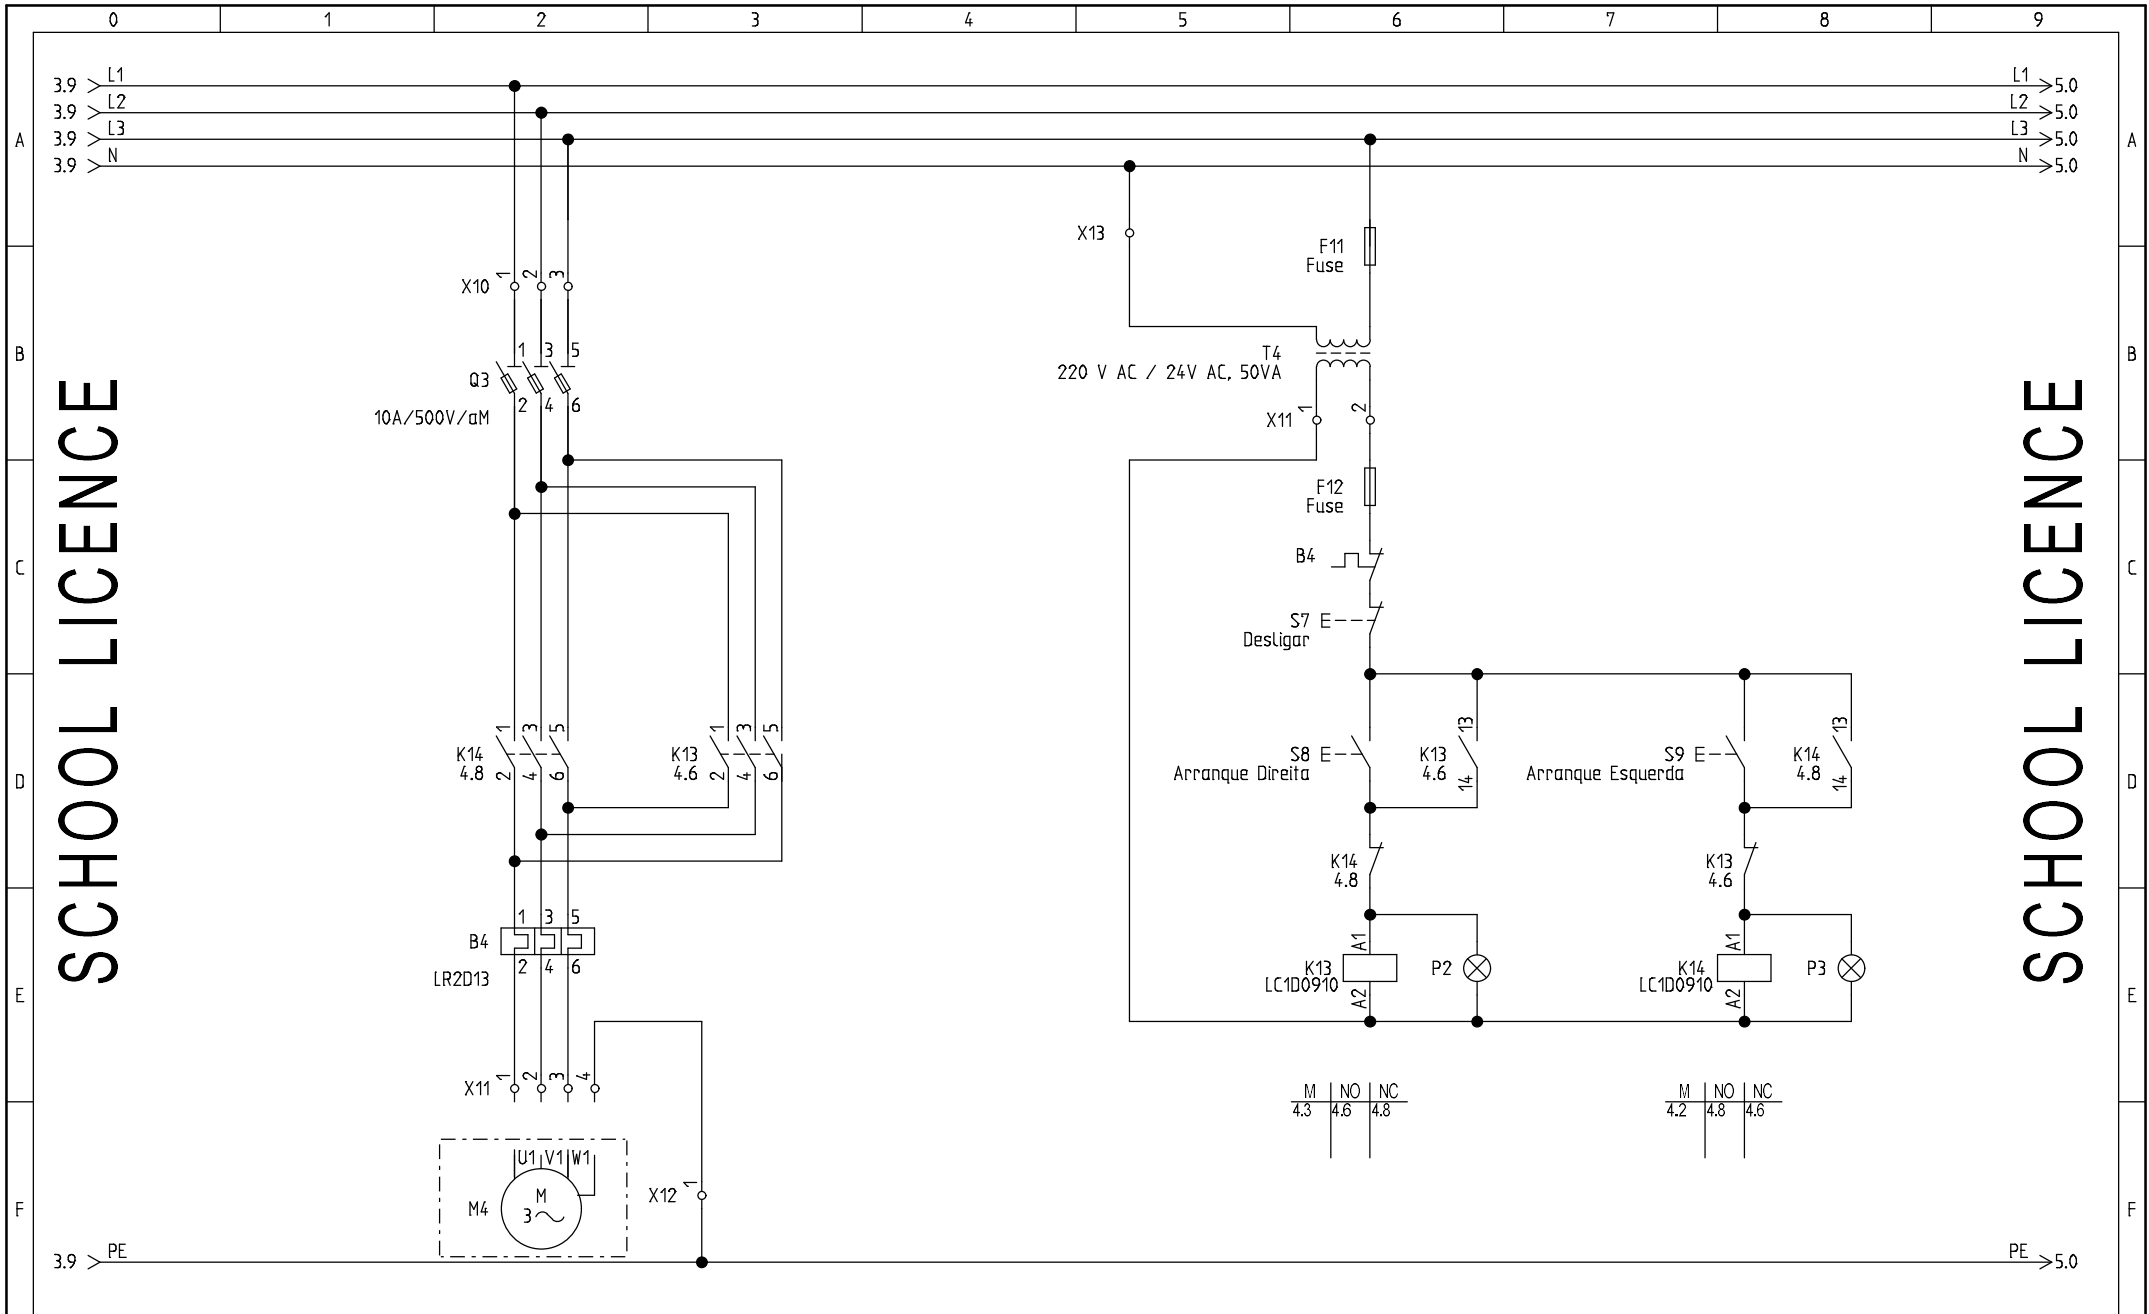 0 1 2 3 4 5 6 7 8 9
3.9 L1 L1 5.0
3.9 L2 L2 5.0
3.9 L3 L3 5.0
3.9 N N 5.0
A A
X13
F11
Fuse
X10 1 2 3
B B
1 3 5
Q3
2 4 6
10A/500V/aM
T4
220 V AC / 24V AC, 50VA
X11 1 2
F12
Fuse
SCHOOL LICENCE
SCHOOL LICENCE
C C
B4
S7
Desligar
1 3 5
K14
4.8
2 4 6
1 3 5
K13
4.6
2 4 6
S8
Arranque Direita
13
K13
4.6
14
S9
Arranque Esquerda
13
K14
4.8
14
D D
K14
4.8
K13
4.6
1 3 5
B4
2 4 6
LR2D13
A1
K13
LC1D0910
A2
P2
A1
K14
LC1D0910
A2
P3
E E
X11 1 2 3 4
M NO NC
4.3 4.6 4.8
M NO NC
4.2 4.8 4.6
U1 V1 W1
M4
M
3
X12 1
F F
3.9 PE PE 5.0